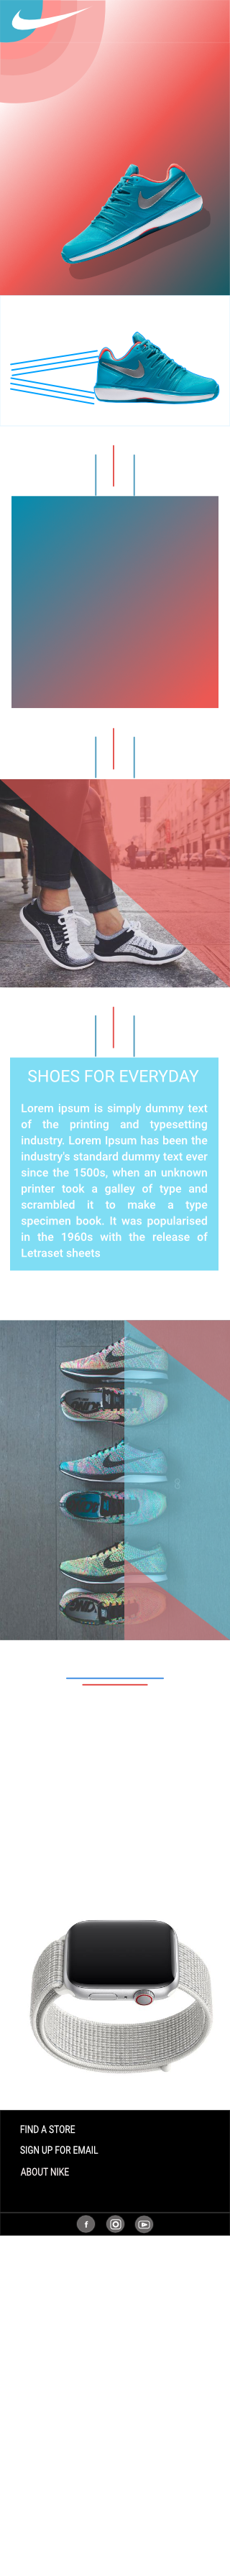 SHOES FOR EVERYDAY
Lorem ipsum is simply dummy text
of the printing and typesetting
industry. Lorem Ipsum has been the
industry's standard dummy text ever
since the 1500s, when an unknown
printer took a galley of type and
scrambled it to make a type
specimen book. It was popularised
in the 1960s with the release of
Letraset sheets
FIND A STORE
SIGN UP FOR EMAIL
ABOUT NIKE